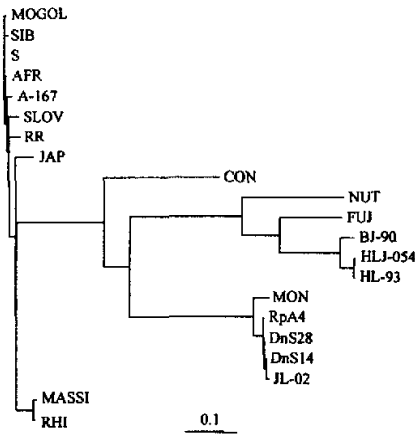 MOGOL
SIB
S
AFR
A-167
SLOV
RR
JAP
CON
NUT
FUJ
BJ-90
HLJ-054
HL-93
MON
RpA4
DnS28
DnS14
JL-02
MASSI
RHI
0.1